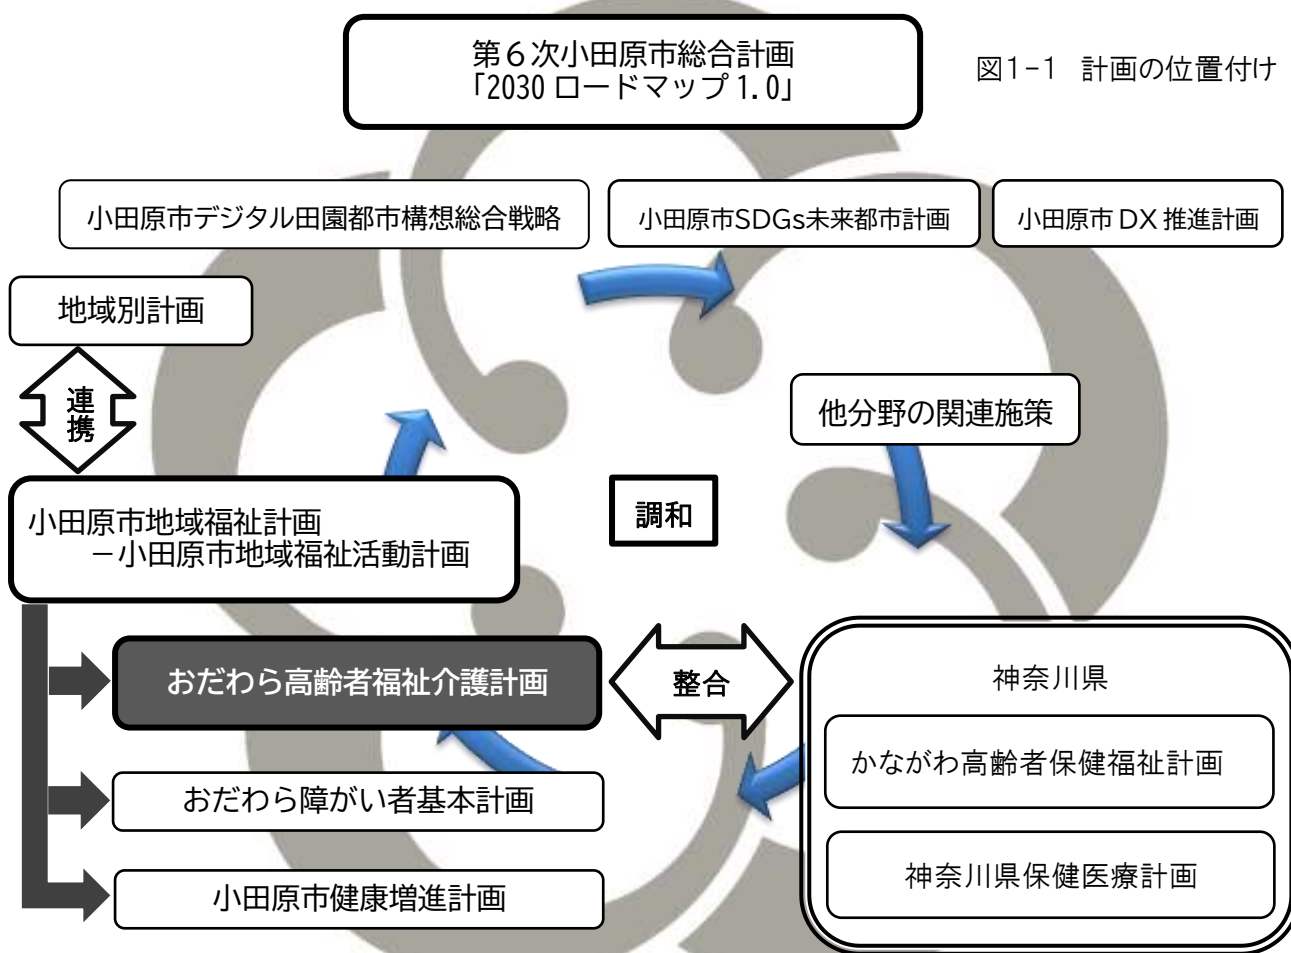 第６次小田原市総合計画
「2030 ロードマップ 1.0」
図1-1 計画の位置付け
小田原市デジタル田園都市構想総合戦略
小田原市SDGs未来都市計画
小田原市 DX 推進計画
地域別計画
連携
他分野の関連施策
小田原市地域福祉計画
－小田原市地域福祉活動計画
調和
おだわら高齢者福祉介護計画
整合
神奈川県
かながわ高齢者保健福祉計画
おだわら障がい者基本計画
神奈川県保健医療計画
小田原市健康増進計画